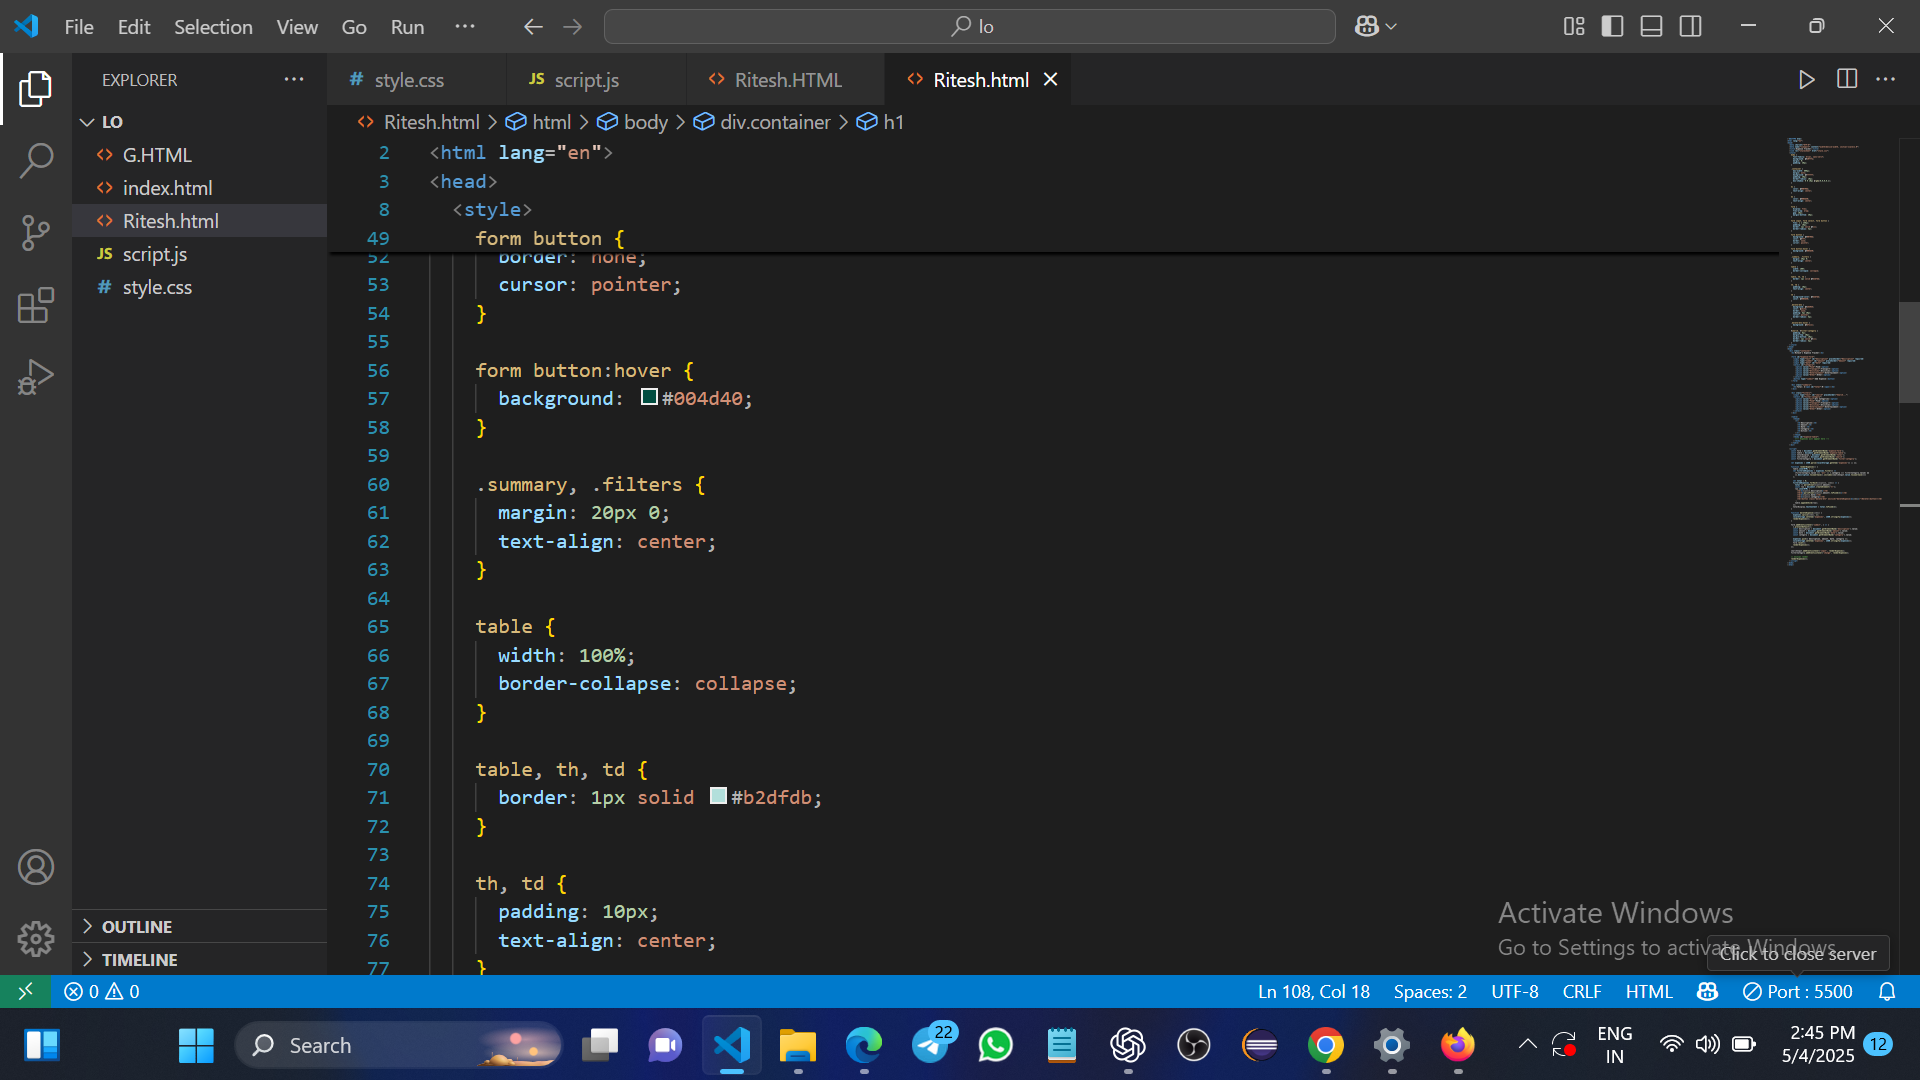 File Edit Selection View Go Run ··· lo
EXPLORER ···
# style.css JS script.js <> Ritesh.HTML <> Ritesh.html
LO
<> G.HTML
<> index.html
<> Ritesh.html
JS script.js
# style.css
OUTLINE
TIMELINE
<> Ritesh.html > html > body > div.container > h1
2 <html lang="en">
3 <head>
8 <style>
49 form button {
52 border: none;
53 cursor: pointer;
54 }
55
56 form button:hover {
57 background: #004d40;
58 }
59
60 .summary, .filters {
61 margin: 20px 0;
62 text-align: center;
63 }
64
65 table {
66 width: 100%;
67 border-collapse: collapse;
68 }
69
70 table, th, td {
71 border: 1px solid #b2dfdb;
72 }
73
74 th, td {
75 padding: 10px;
76 text-align: center;
77 }
Activate Windows
Go to Settings to activate Windows.
Click to close server
0 0 Ln 108, Col 18 Spaces: 2 UTF-8 CRLF HTML Port : 5500
Search 22 ENG IN 2:45 PM 5/4/2025 12